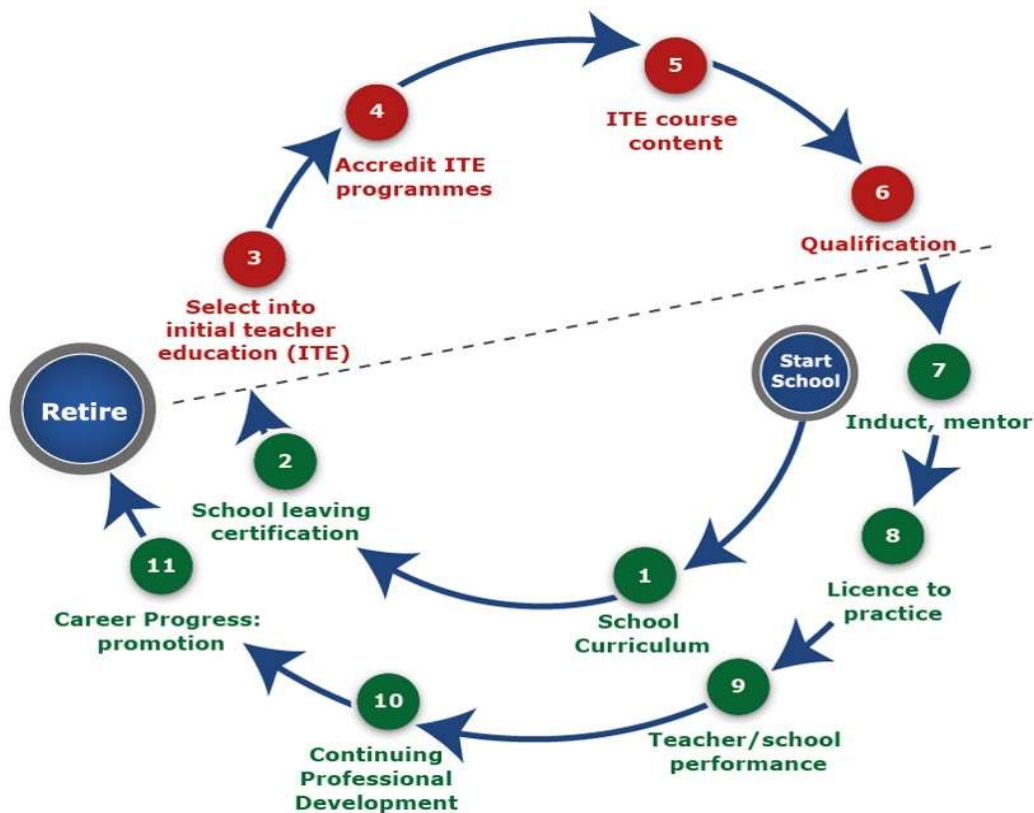 Start
School
1
School
Curriculum
2
School leaving
certification
3
Select into
initial teacher
education (ITE)
4
Accredit ITE
programmes
5
ITE course
content
6
Qualification
7
Induct, mentor
8
Licence to
practice
9
Teacher/school
performance
10
Continuing
Professional
Development
11
Career Progress:
promotion
Retire